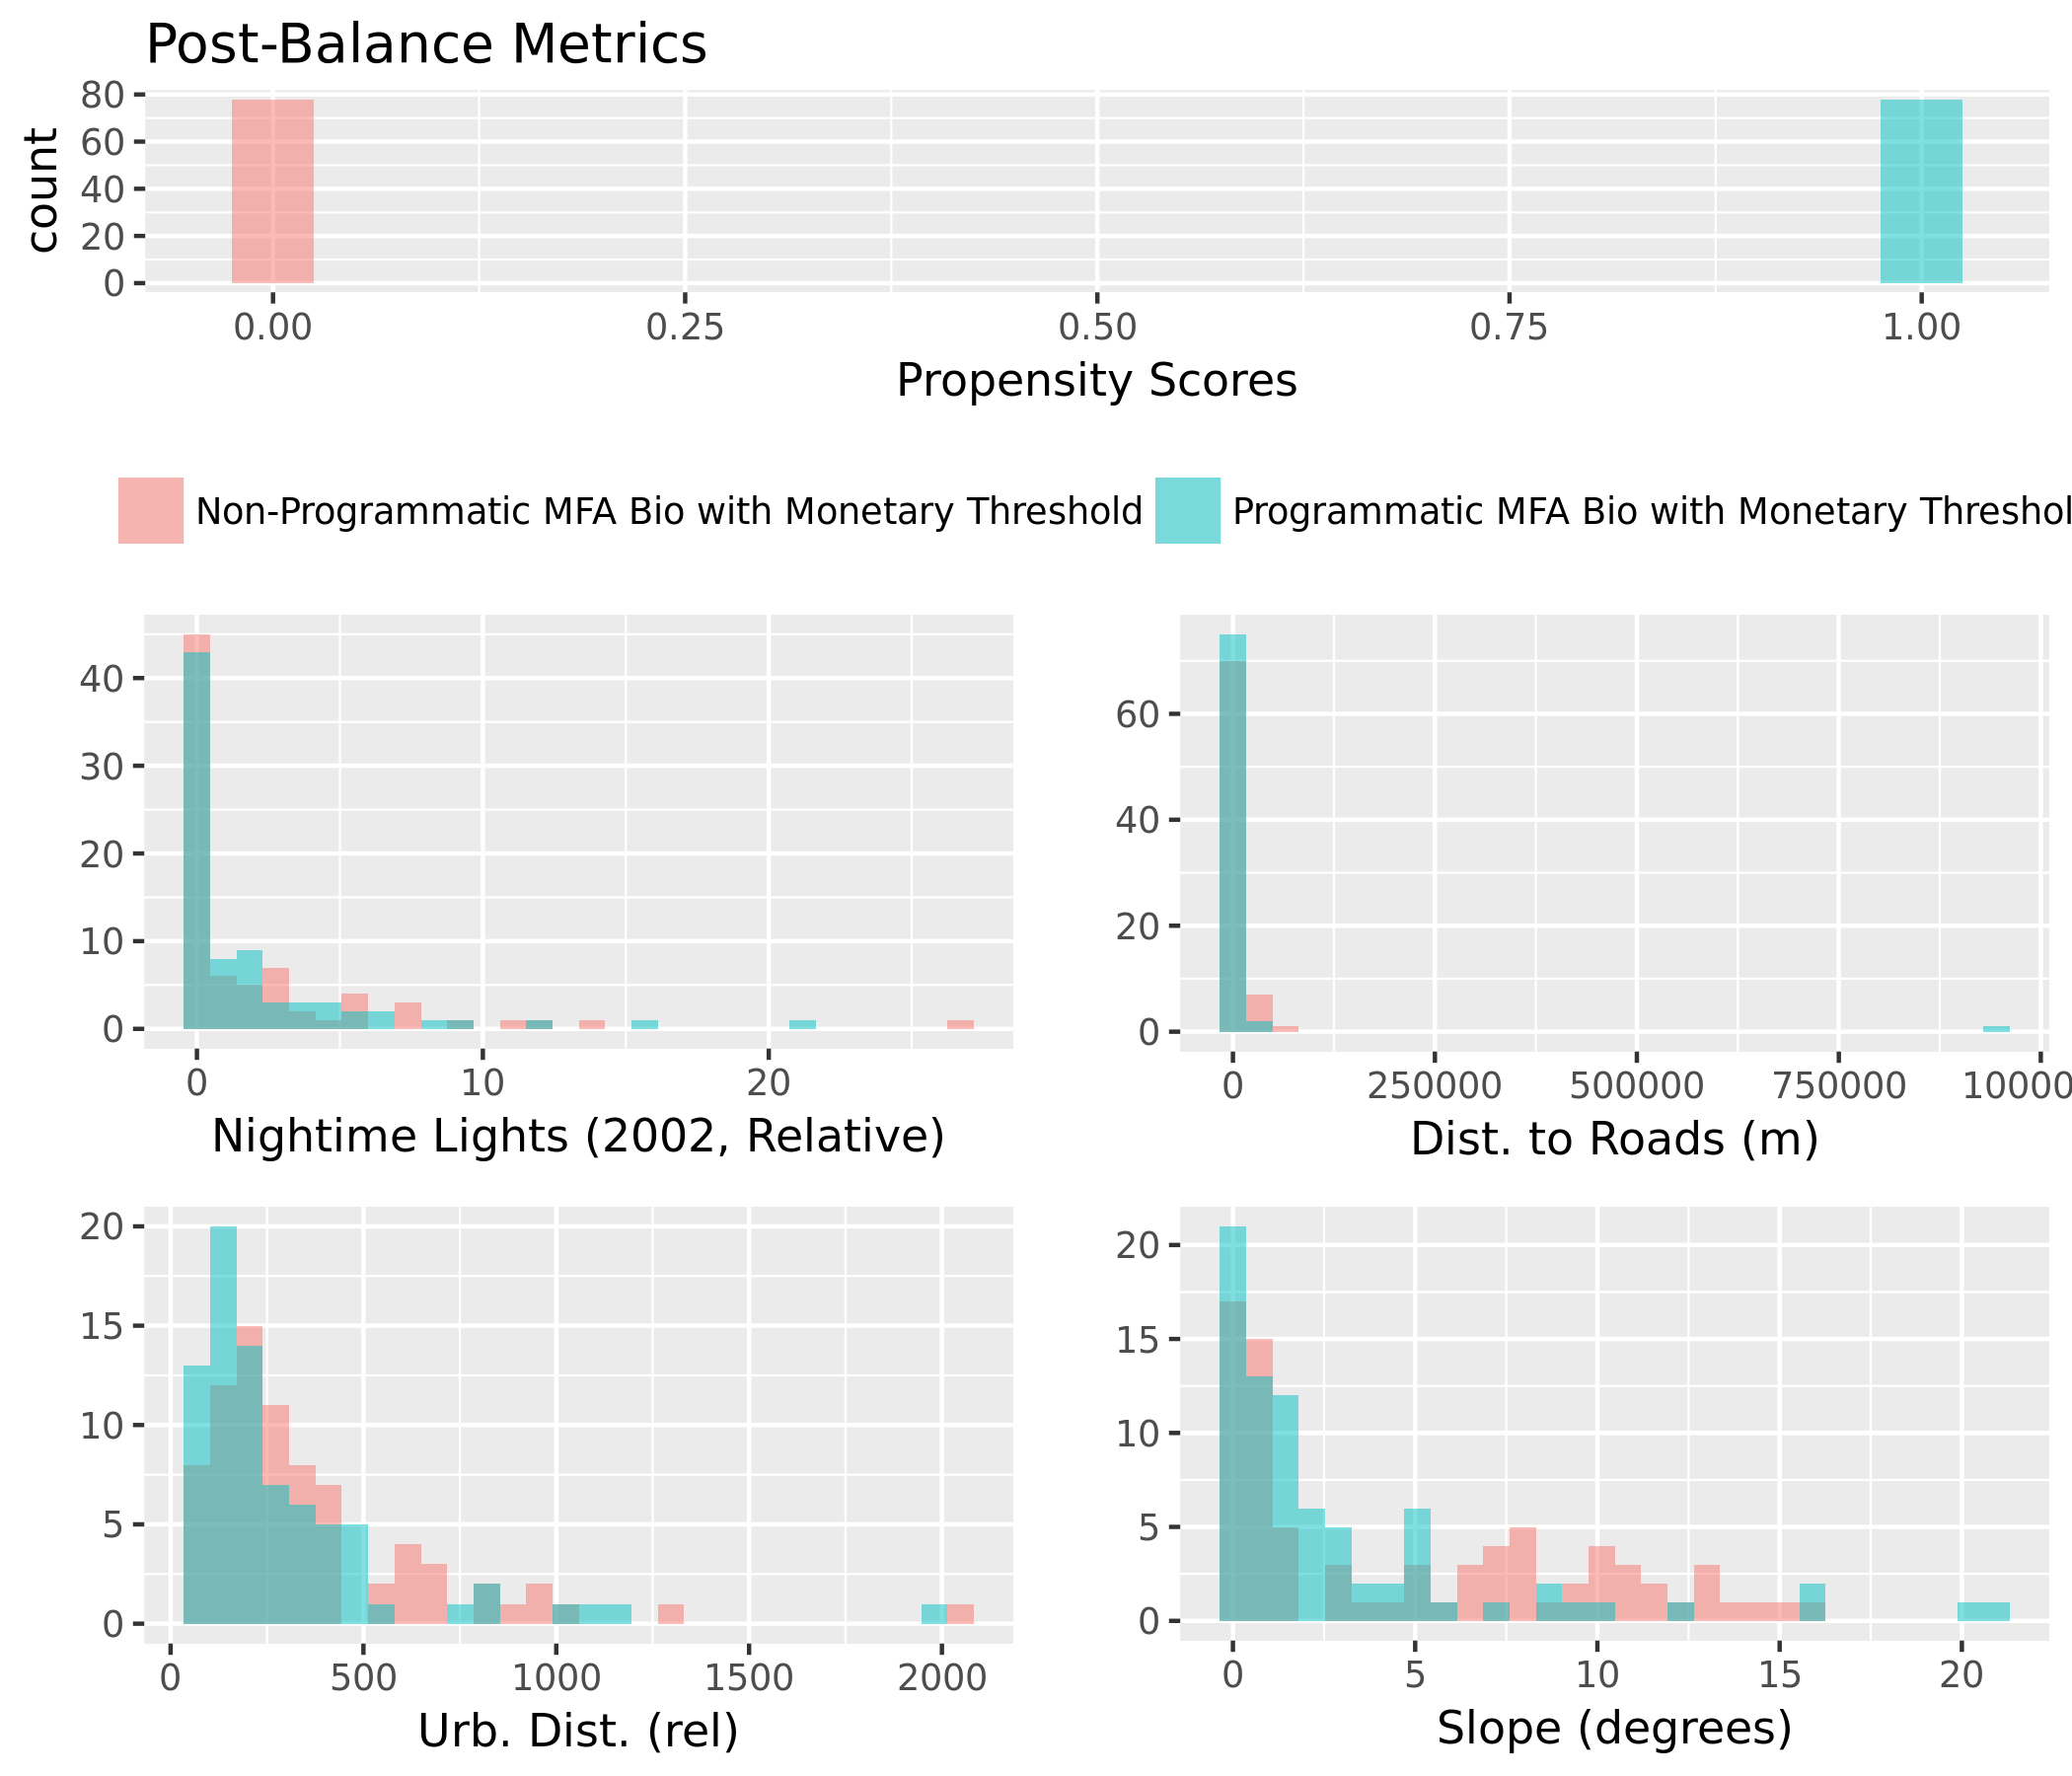 Post-Balance Metrics
80
60
40
20
0
count
0.00 0.25 0.50 0.75 1.00
Propensity Scores
Non-Programmatic MFA Bio with Monetary Threshold Programmatic MFA Bio with Monetary Threshol
40
30
20
10
0
0 10 20
Nightime Lights (2002, Relative)
60
40
20
0
0 250000 500000 750000 10000
Dist. to Roads (m)
20
15
10
5
0
0 500 1000 1500 2000
Urb. Dist. (rel)
20
15
10
5
0
0 5 10 15 20
Slope (degrees)